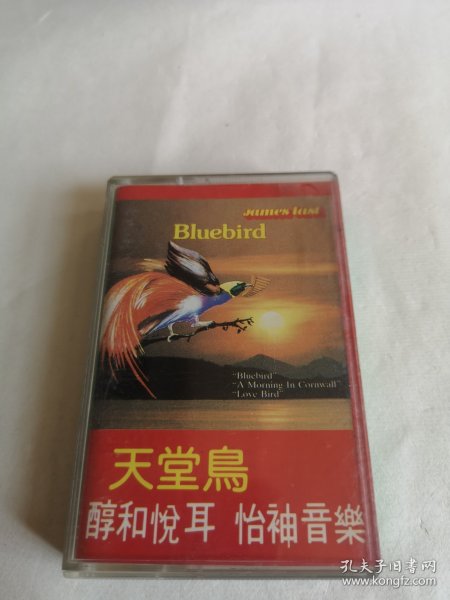 James last
Bluebird
"Bluebird"
"A Morning In Cornwall"
"Love Bird"
天堂鳥
醇和悅耳 怡袖音樂
孔夫子旧书网
www.kongfz.com